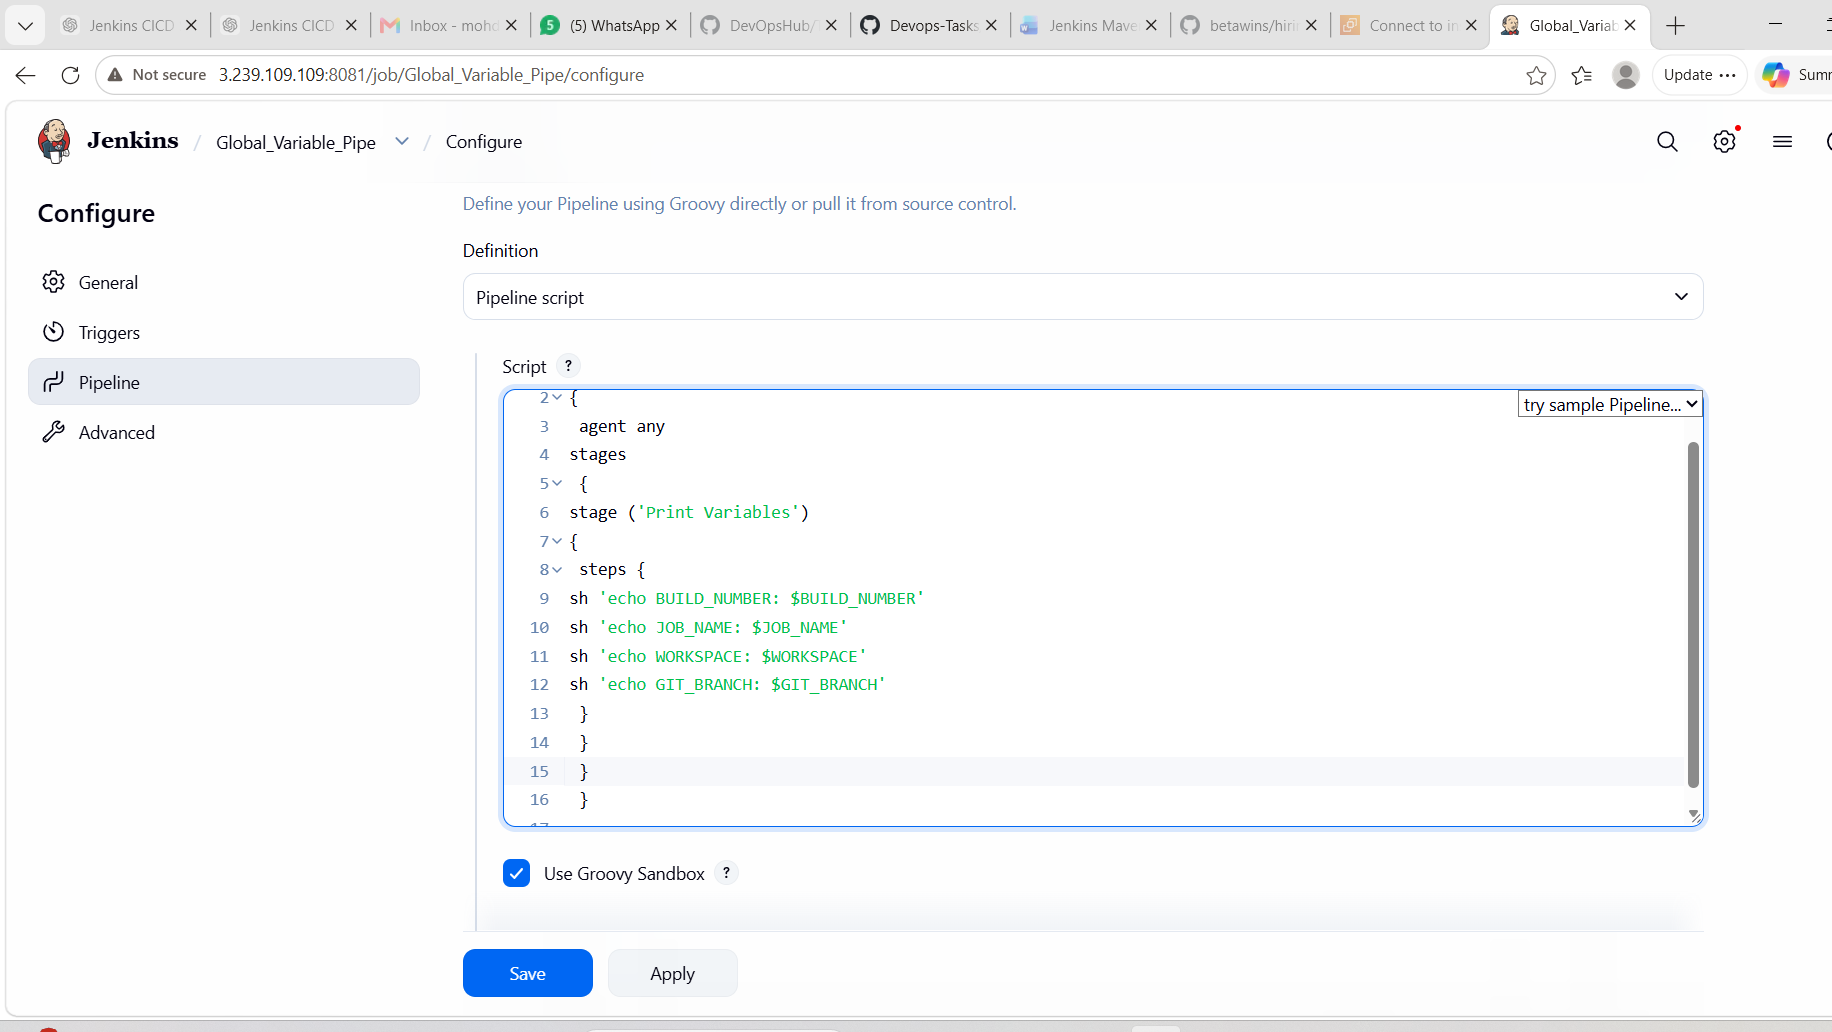 Jenkins CICD
Jenkins CICD
Inbox - mohd
5
(5) WhatsApp
DevOpsHub/
Devops-Tasks
Jenkins Mave
betawins/hirin
Connect to in
Global_Variab
Not secure
3.239.109.109:8081/job/Global_Variable_Pipe/configure
Update
Summ
Jenkins / Global_Variable_Pipe / Configure
Configure
General
Triggers
Pipeline
Advanced
Define your Pipeline using Groovy directly or pull it from source control.
Definition
Pipeline script
Script ?
try sample Pipeline...
2 {
3 agent any
4 stages
5 {
6 stage ('Print Variables')
7 {
8 steps {
9 sh 'echo BUILD_NUMBER: $BUILD_NUMBER'
10 sh 'echo JOB_NAME: $JOB_NAME'
11 sh 'echo WORKSPACE: $WORKSPACE'
12 sh 'echo GIT_BRANCH: $GIT_BRANCH'
13 }
14 }
15 }
16 }
17
Use Groovy Sandbox ?
Save
Apply